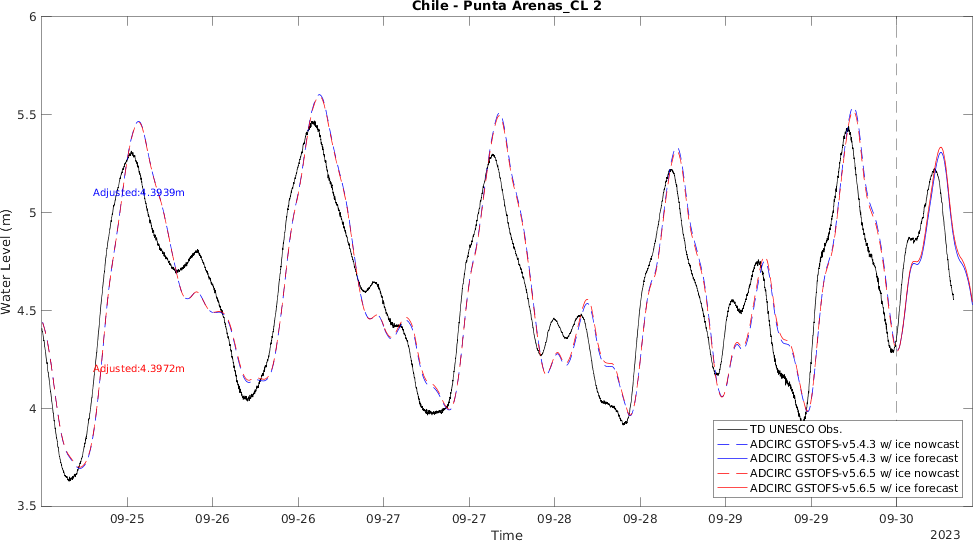 Chile - Punta Arenas_CL 2
Water Level (m)
6
5.5
5
4.5
4
3.5
Adjusted:4.3939m
Adjusted:4.3972m
TD UNESCO Obs.
ADCIRC GSTOFS-v5.4.3 w/ ice nowcast
ADCIRC GSTOFS-v5.4.3 w/ ice forecast
ADCIRC GSTOFS-v5.6.5 w/ ice nowcast
ADCIRC GSTOFS-v5.6.5 w/ ice forecast
09-25 09-26 09-26 09-27 09-27 09-28 09-28 09-29 09-29 09-30
Time
2023